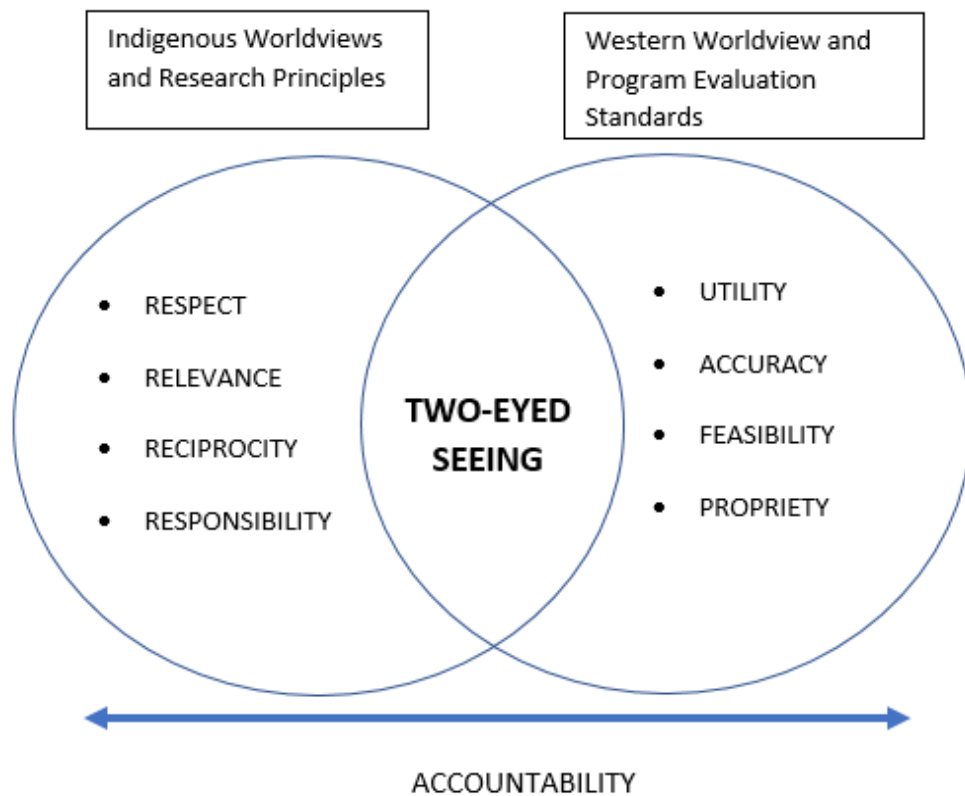 Indigenous Worldviews
and Research Principles
Western Worldview and
Program Evaluation
Standards
• RESPECT
• RELEVANCE
• RECIPROCITY
• RESPONSIBILITY
TWO-EYED
SEEING
• UTILITY
• ACCURACY
• FEASIBILITY
• PROPRIETY
ACCOUNTABILITY